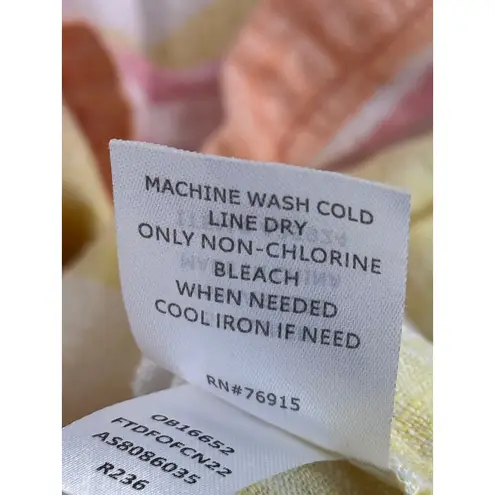 MACHINE WASH COLD
LINE DRY
ONLY NON-CHLORINE
BLEACH
WHEN NEEDED
COOL IRON IF NEED
RN#76915
OB16652
FTDFOFCN22
AS8086035
R236